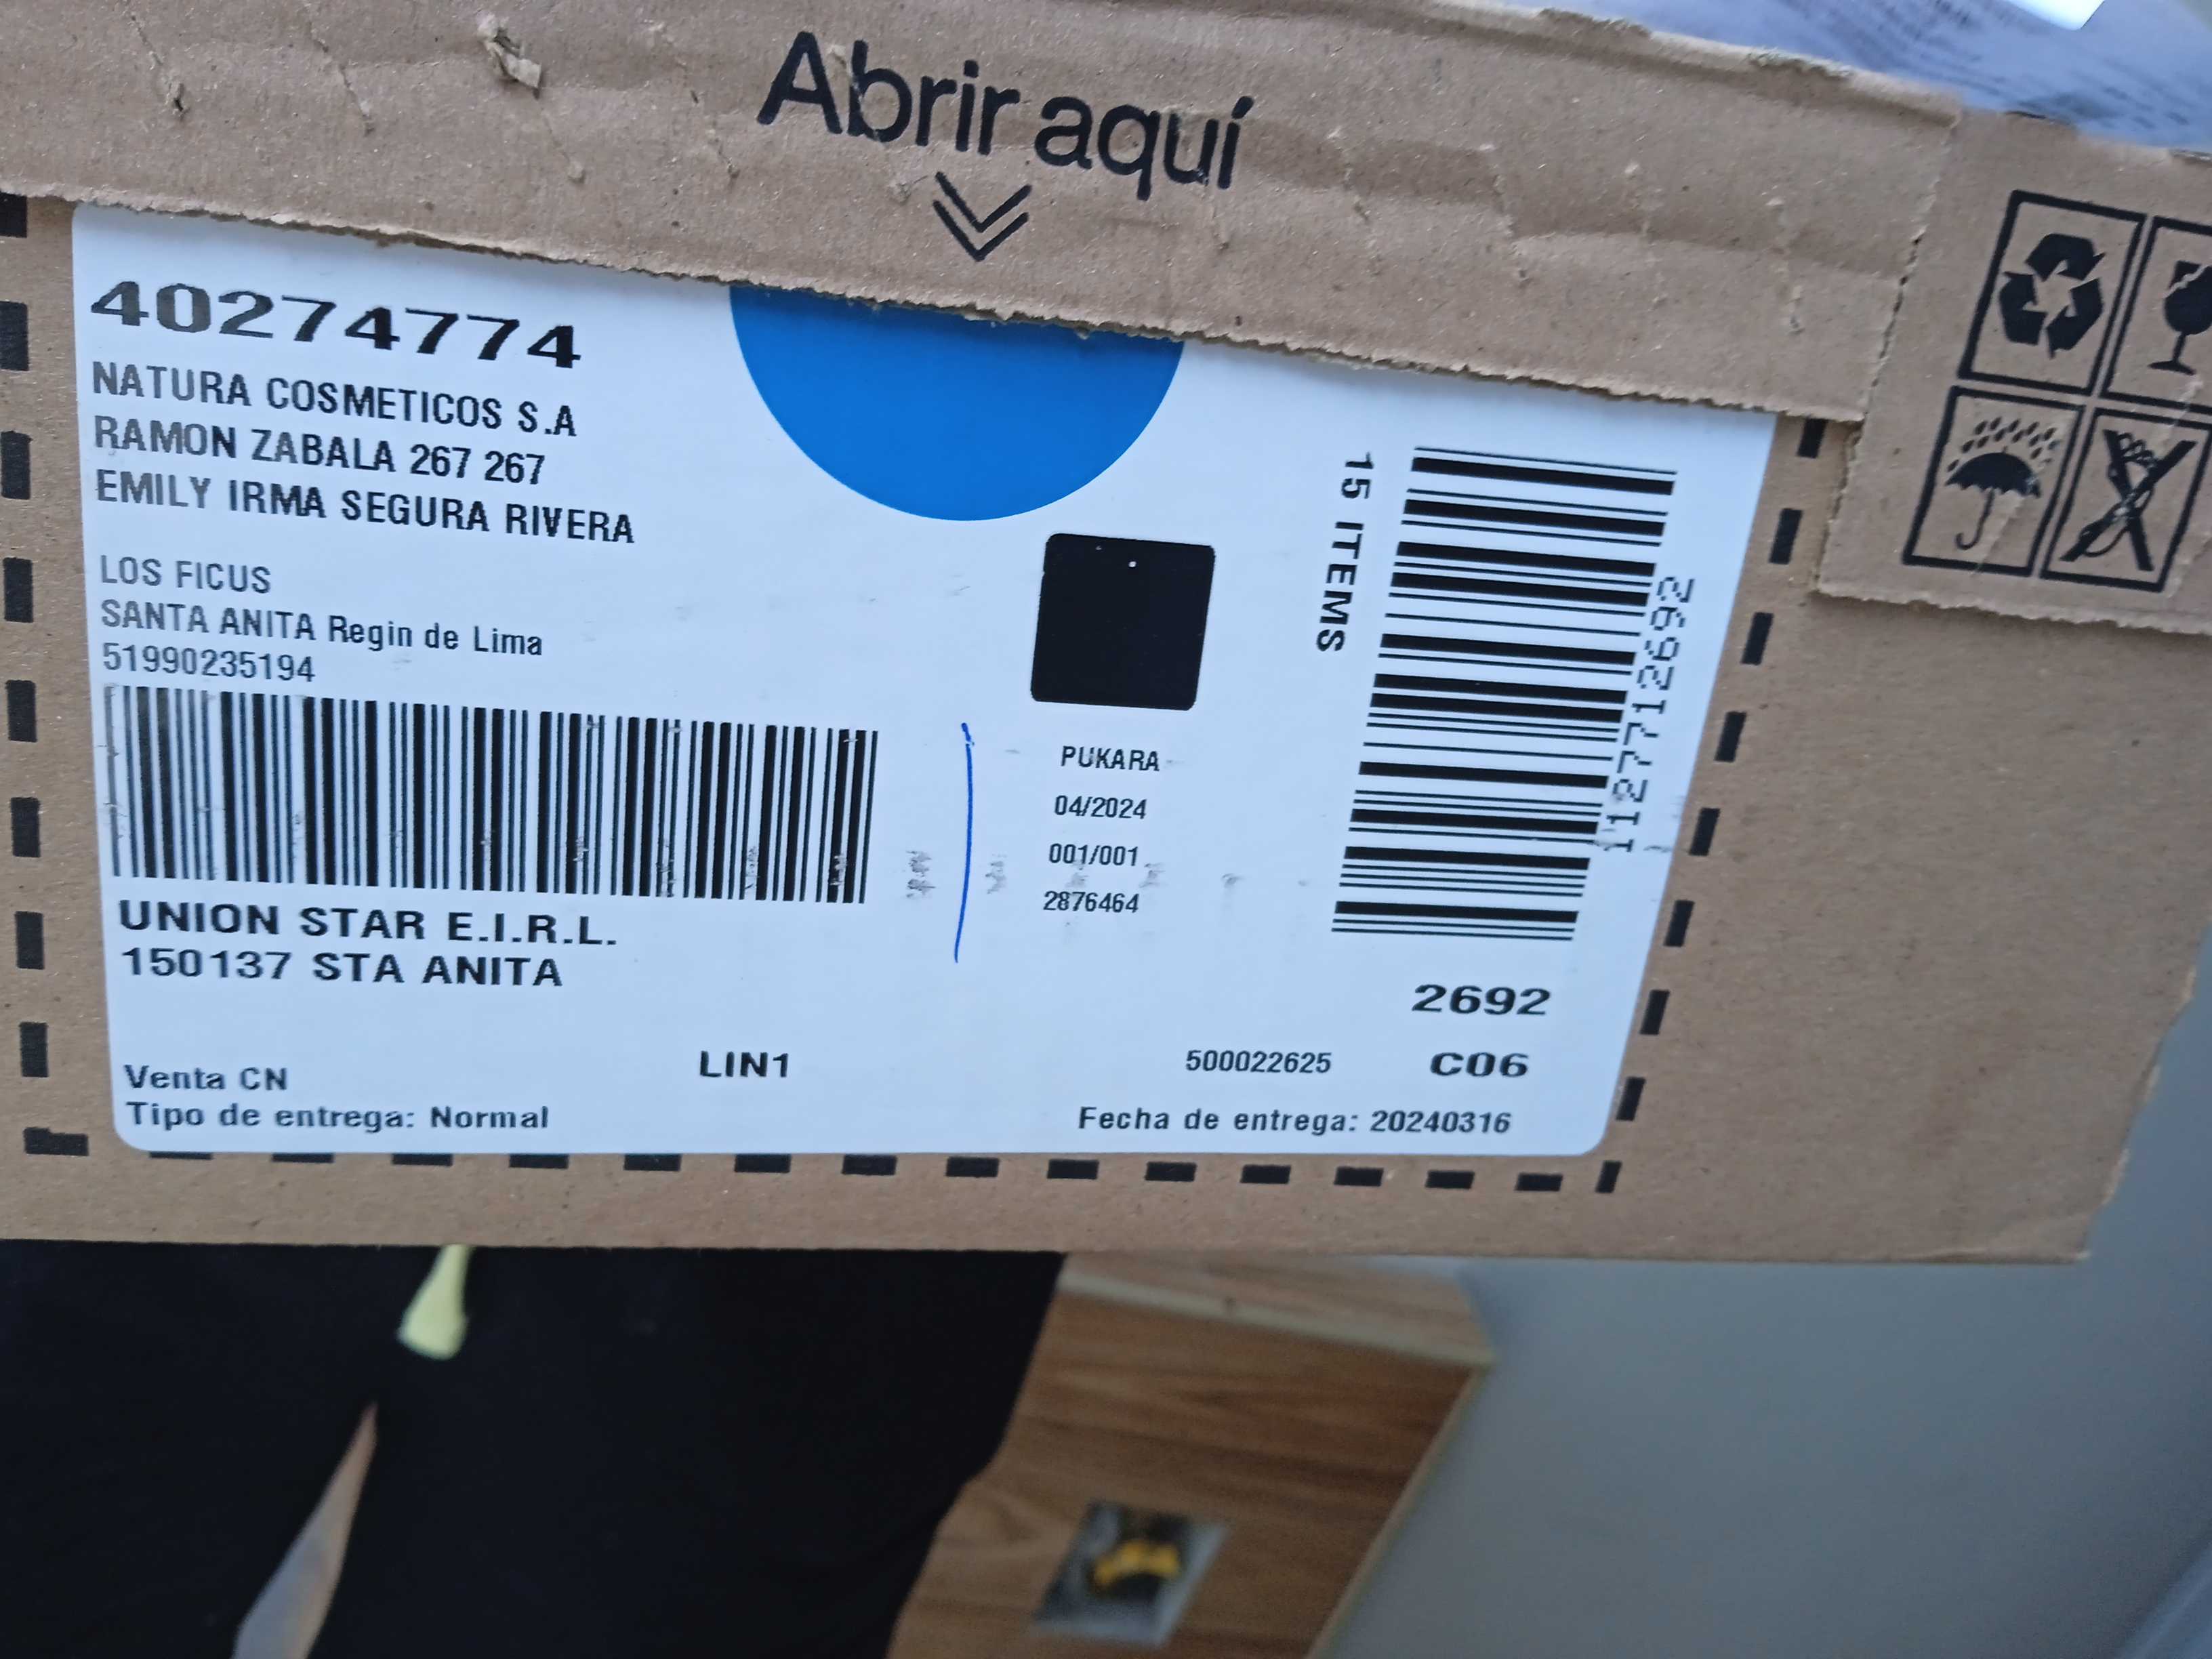 Abrir aquí
40274774
NATURA COSMETICOS S.A
RAMON ZABALA 267 267
EMILY IRMA SEGURA RIVERA
LOS FICUS
SANTA ANITA Regin de Lima
51990235194
UNION STAR E.I.R.L.
150137 STA ANITA
Venta CN
Tipo de entrega: Normal
LIN1
PUKARA
04/2024
001/001
2876464
15 ITEMS
1127712692
2692
500022625 C06
Fecha de entrega: 20240316